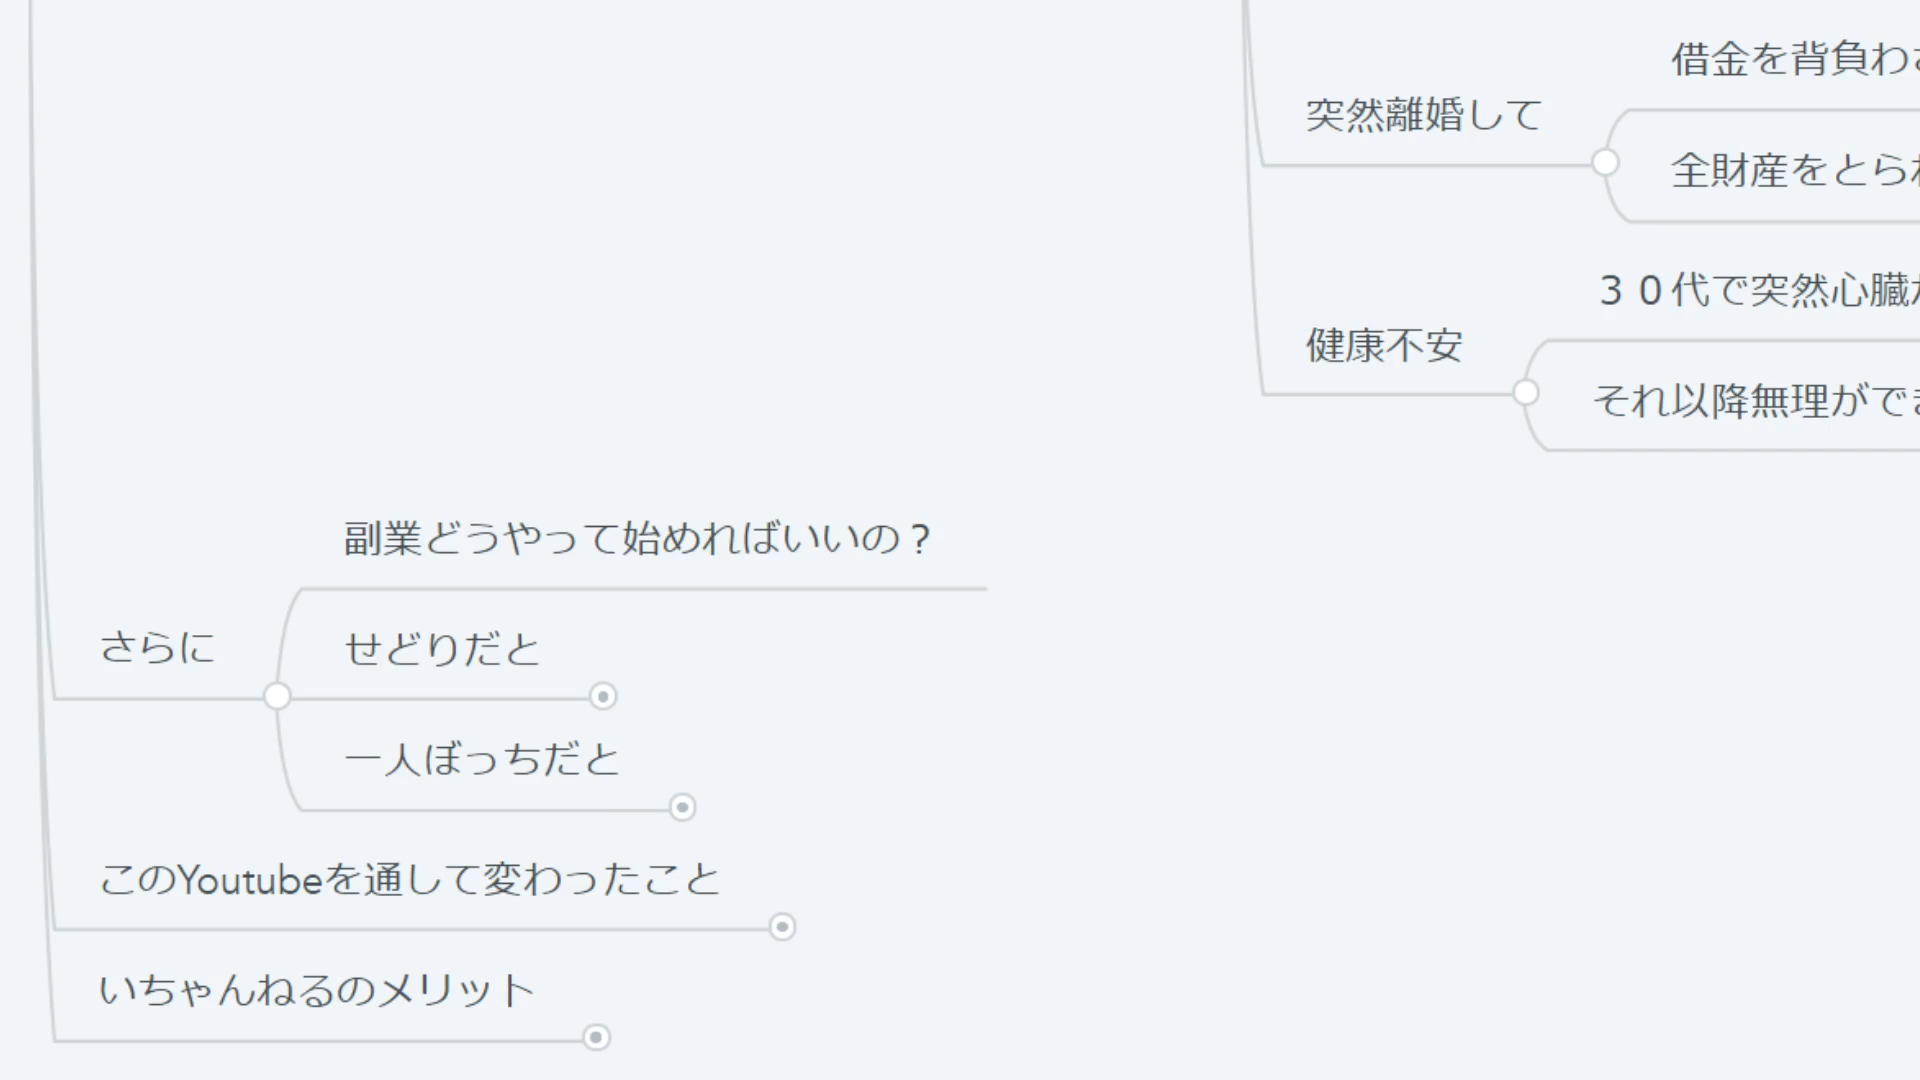 借金を背負わ
突然離婚して
全財産をとら
３０代で突然心臓
健康不安
それ以降無理がで
副業どうやって始めればいいの？
さらに
せどりだと
一人ぼっちだと
このYoutubeを通して変わったこと
いちゃんねるのメリット